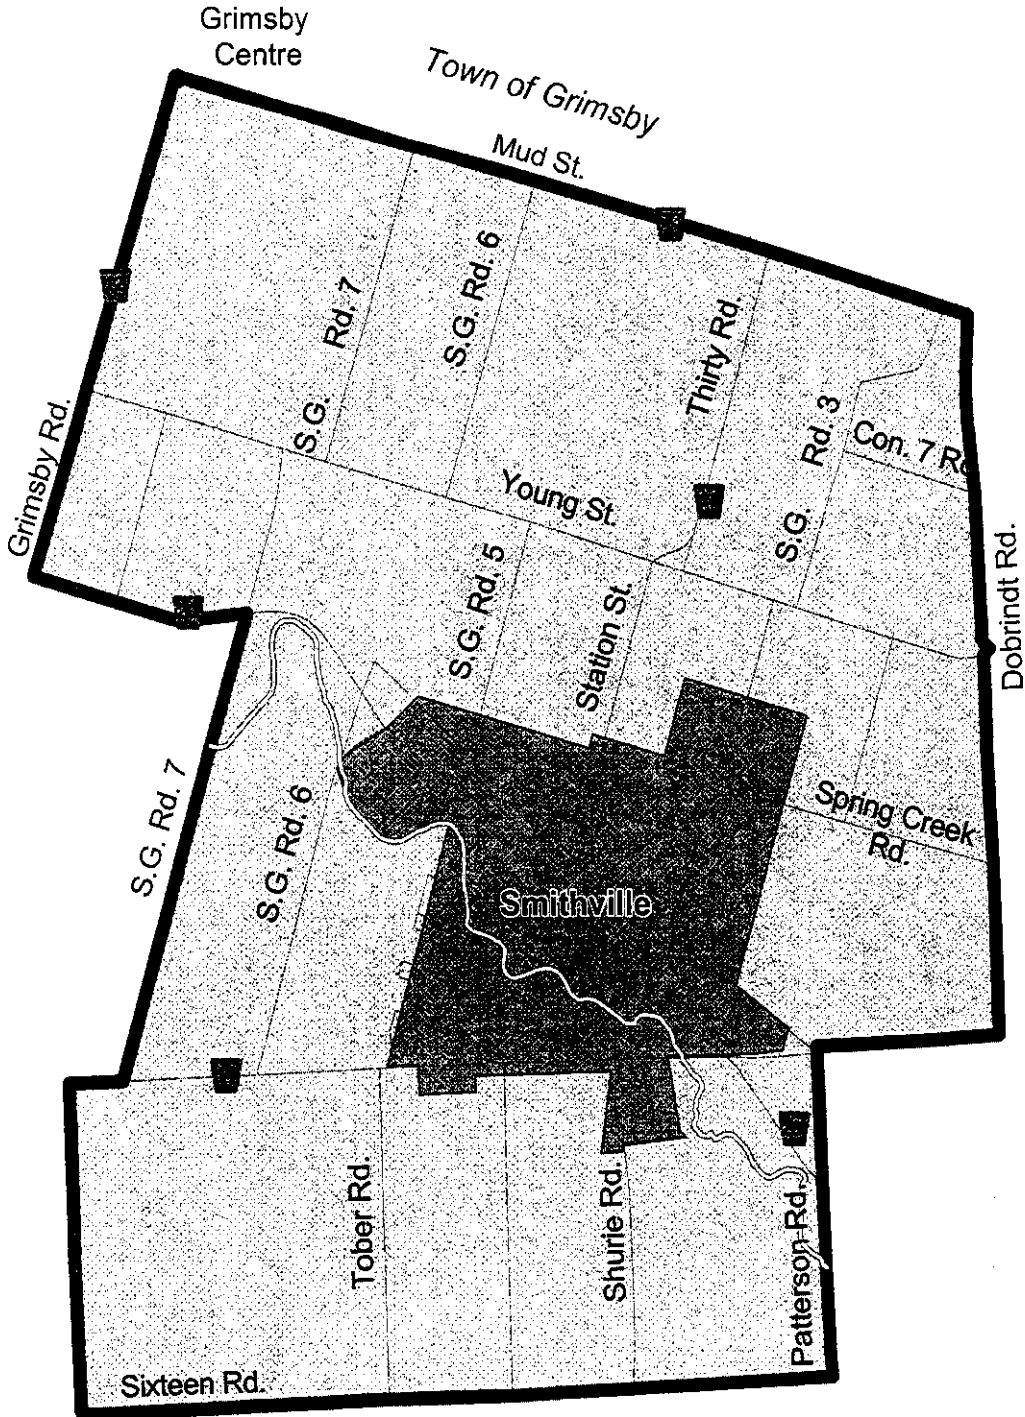 Grimsby
Centre
Town of Grimsby
Mud St.
S.G. Rd. 7
S.G. Rd. 6
Thirty Rd.
S.G. Rd. 3
Con. 7 Rd
Grimsby Rd.
Young St.
S.G. Rd. 5
Station St.
Dobrindt Rd.
S.G. Rd. 7
S.G. Rd. 6
Spring Creek
Rd.
Smithville
Tober Rd.
Shurie Rd.
Patterson Rd.
Sixteen Rd.